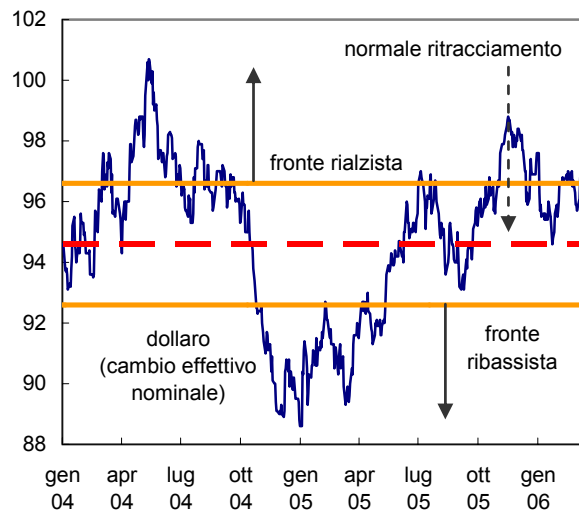 102
100
98
96
94
92
90
88
normale ritracciamento
fronte rialzista
dollaro
(cambio effettivo
nominale)
fronte
ribassista
gen apr lug ott gen apr lug ott gen
04 04 04 04 05 05 05 05 06